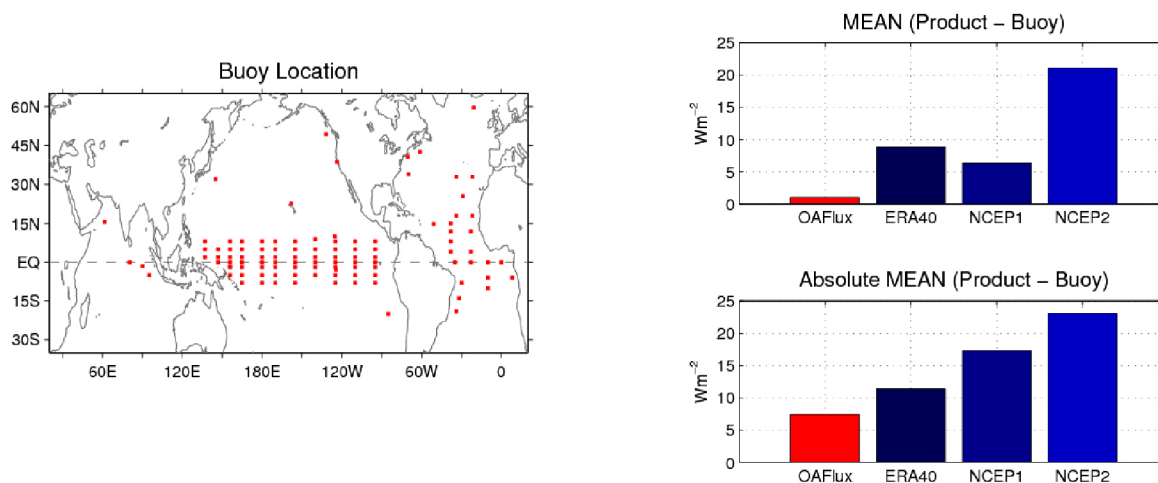 Buoy Location
60N
45N
30N
15N
EQ
15S
30S
60E 120E 180E 120W 60W 0
MEAN (Product − Buoy)
25
20
15
10
5
0
Wm−2
OAFlux ERA40 NCEP1 NCEP2
Absolute MEAN (Product − Buoy)
25
20
15
10
5
0
Wm−2
OAFlux ERA40 NCEP1 NCEP2